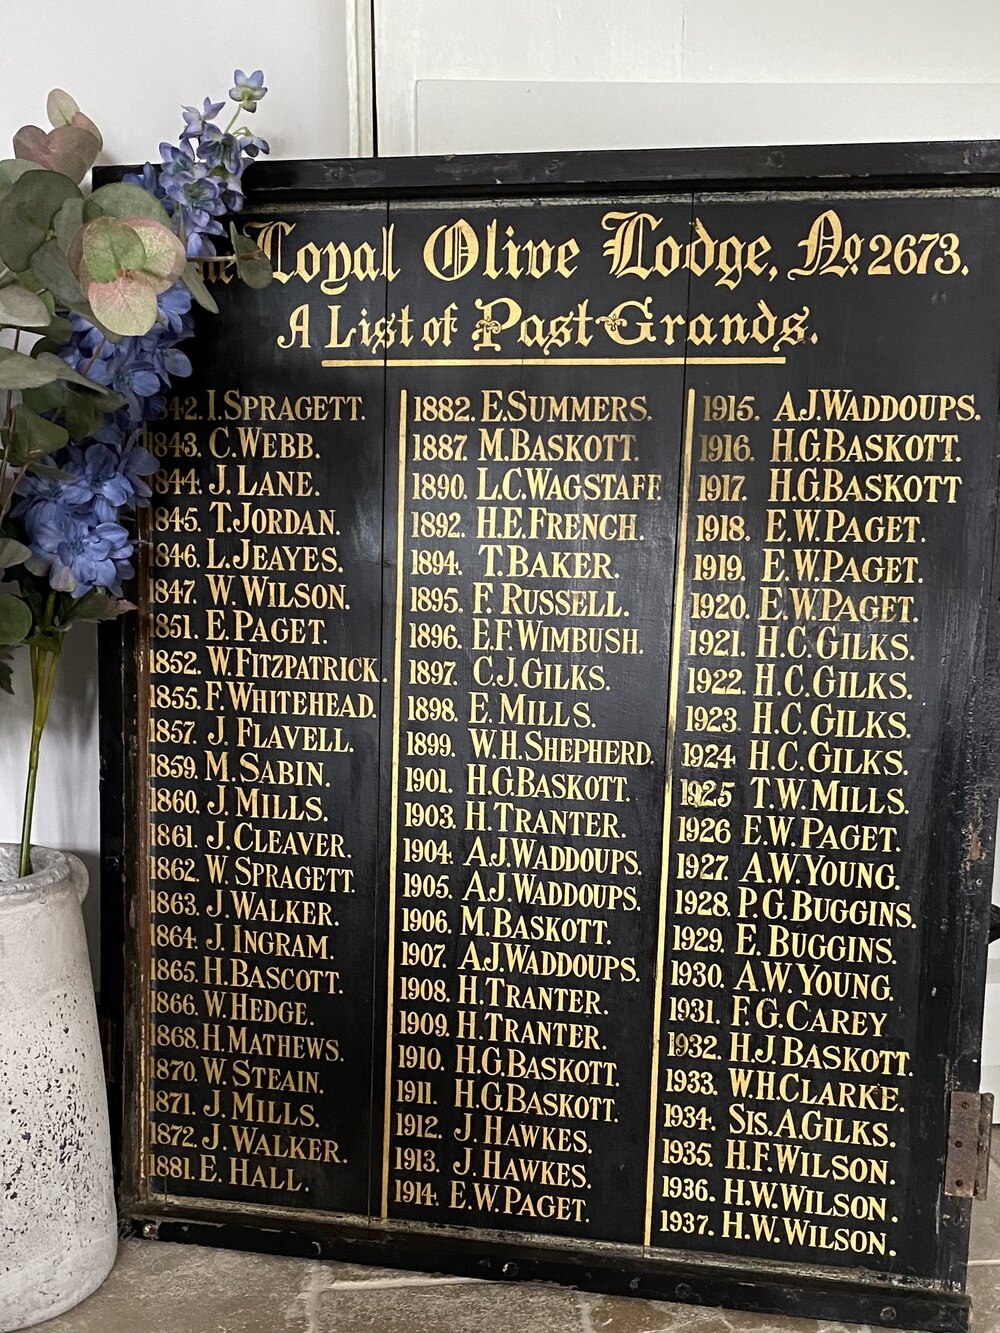 Loyal Olive Lodge, No 2673.
A List of Past Grands.
1842. I. SPRAGETT.
1843. C. WEBB.
1844. J. LANE.
1845. T. JORDAN.
1846. L. JEAYES.
1847. W. WILSON.
1851. E. PAGET.
1852. W. FITZPATRICK.
1855. F. WHITEHEAD.
1857. J. FLAVELL.
1859. M. SABIN.
1860. J. MILLS.
1861. J. CLEAVER.
1862. W. SPRAGETT.
1863. J. WALKER.
1864. J. INGRAM.
1865. H. BASCOTT.
1866. W. HEDGE.
1868. H. MATHEWS.
1870. W. STEAIN.
1871. J. MILLS.
1872. J. WALKER.
1881. E. HALL.
1882. E. SUMMERS.
1887. M. BASKOTT.
1890. L.C. WAGSTAFF.
1892. H.E. FRENCH.
1894. T. BAKER.
1895. F. RUSSELL.
1896. E.F. WIMBUSH.
1897. C.J. GILKS.
1898. E. MILLS.
1899. W.H. SHEPHERD.
1901. H.G. BASKOTT.
1903. H. TRANTER.
1904. A.J. WADDOUPS.
1905. A.J. WADDOUPS.
1906. M. BASKOTT.
1907. A.J. WADDOUPS.
1908. H. TRANTER.
1909. H. TRANTER.
1910. H.G. BASKOTT.
1911. H.G. BASKOTT.
1912. J. HAWKES.
1913. J. HAWKES.
1914. E.W. PAGET.
1915. A.J. WADDOUPS.
1916. H.G. BASKOTT.
1917. H.G. BASKOTT
1918. E.W. PAGET.
1919. E.W. PAGET.
1920. E.W. PAGET.
1921. H.C. GILKS.
1922. H.C. GILKS.
1923. H.C. GILKS.
1924 H.C. GILKS.
1925 T.W. MILLS.
1926 E.W. PAGET.
1927. A.W. YOUNG.
1928. P.G. BUGGINS.
1929. E. BUGGINS.
1930. A.W. YOUNG.
1931. F.G. CAREY
1932. H.J. BASKOTT.
1933. W.H. CLARKE.
1934. SIS. A. GILKS.
1935. H.F. WILSON.
1936. H.W. WILSON.
1937. H.W. WILSON.